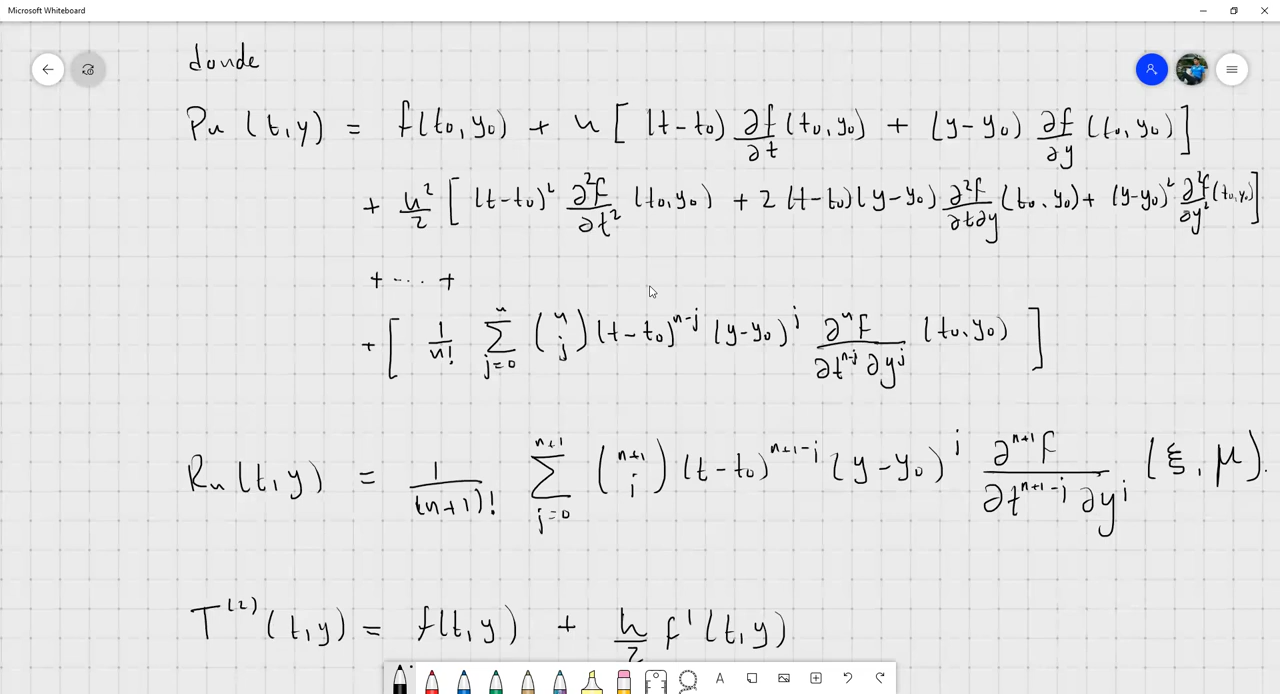 Microsoft Whiteboard
donde
Pn (t,y) = f(t0,y0) + h [ (t-t0) ∂f/∂t (t0,y0) + (y-y0) ∂f/∂y (t0,y0) ]
+ h²/2 [ (t-t0)² ∂²f/∂t² (t0,y0) + 2 (t-t0)(y-y0) ∂²f/∂t∂y (t0,y0) + (y-y0)² ∂²f/∂y² (t0,y0) ]
+ ... +
+ [ 1/n! ∑_{j=0}^{n} (n j) (t-t0)^{n-j} (y-y0)^j ∂^n f/∂t^{n-j} ∂y^j (t0,y0) ]
Rn (t,y) = 1/(n+1)! ∑_{j=0}^{n+1} (n+1 j) (t-t0)^{n+1-j} (y-y0)^j ∂^{n+1} f/∂t^{n+1-j} ∂y^j (ξ, μ).
T^{(2)} (t,y) = f(t,y) + h/2 f'(t,y)